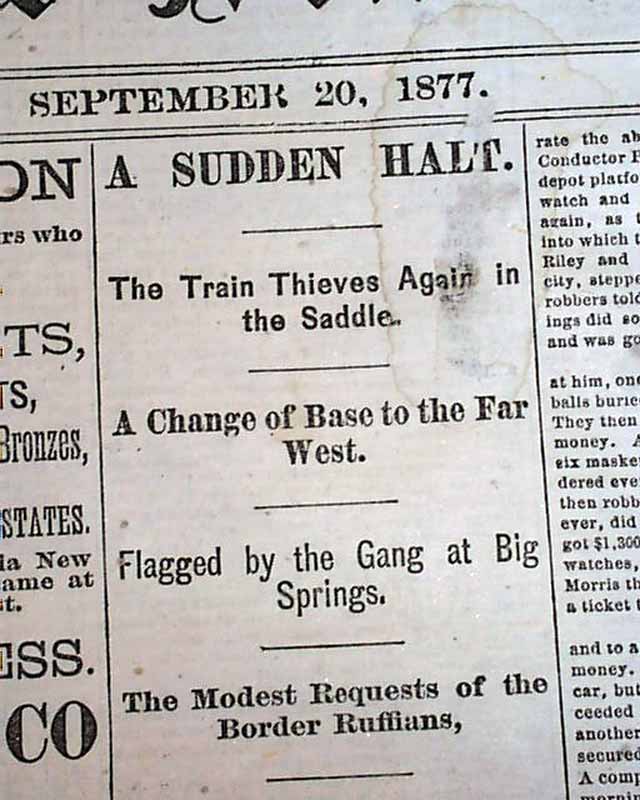 SEPTEMBER 20, 1877.
ON
rs who
TS,
TS,
Bronzes,
STATES.
la New
ame at
t.
ESS.
CO
A SUDDEN HALT.
The Train Thieves Again in
the Saddle.
A Change of Base to the Far
West.
Flagged by the Gang at Big
Springs.
The Modest Requests of the
Border Ruffians,
rate the ab
Conductor P
depot platfo
watch and
again, as t
into which t
Riley and
city, steppe
robbers told
ings did so
and was go
at him, one
balls buried
They then
money. A
six maske
dered eve
then robb
ever, did
got $1,300
watches,
Morris th
a ticket t
and to a
money.
car, but
ceeded
another
secured
A comp
morning